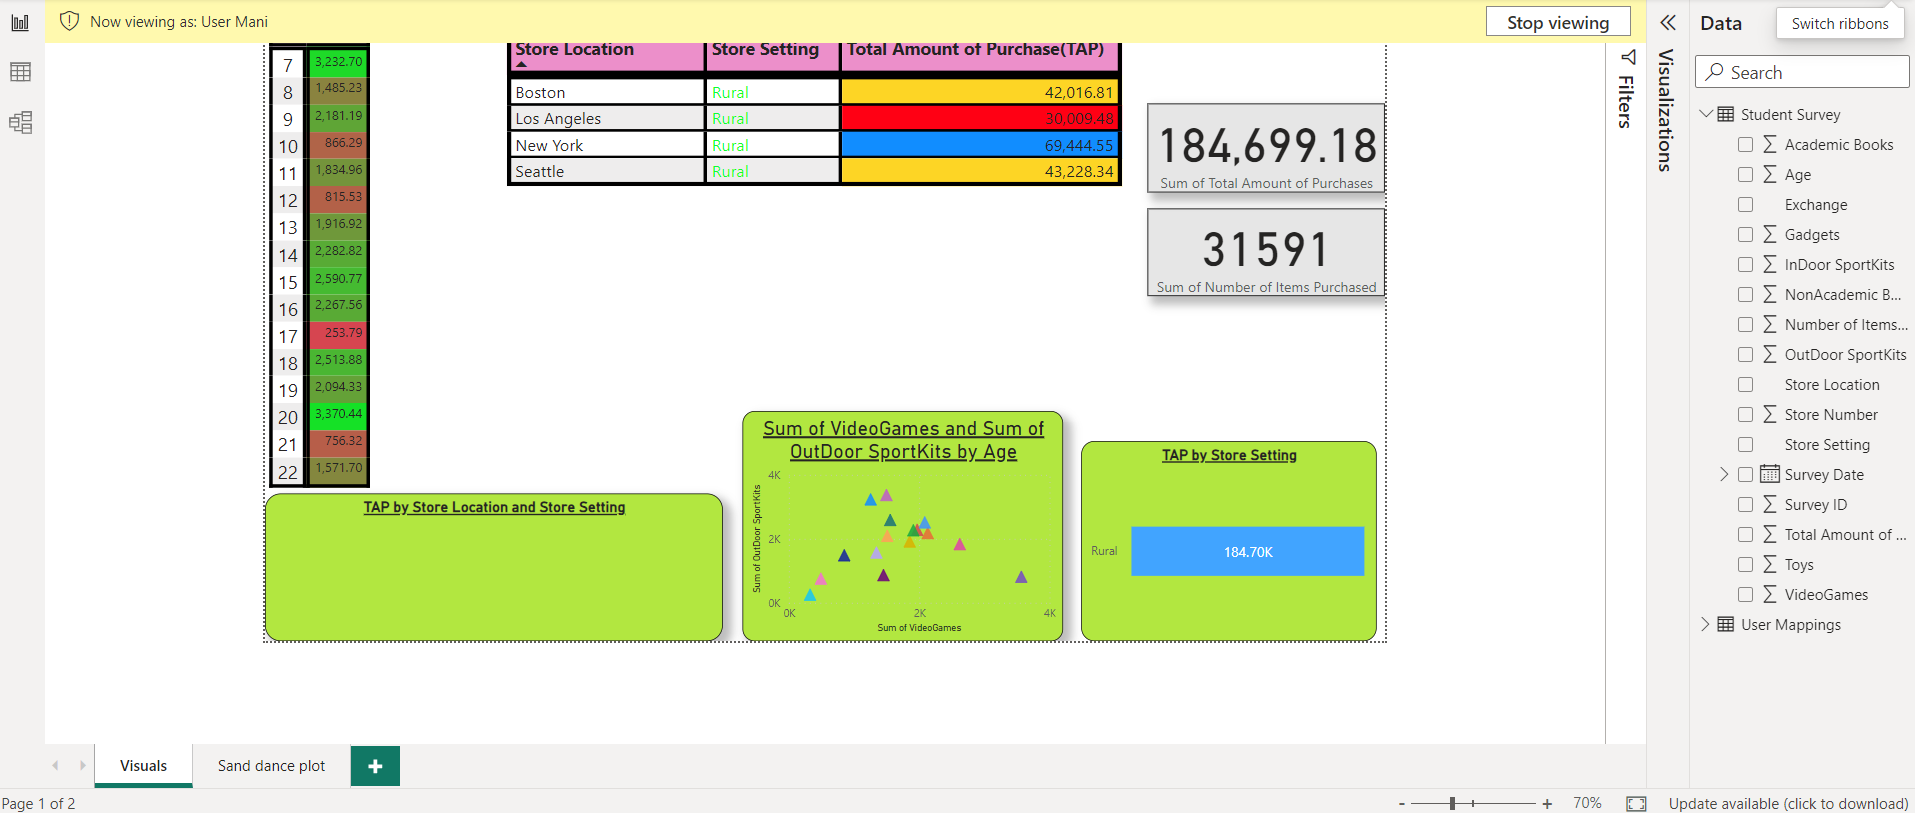 Now viewing as: User Mani
Stop viewing
Data
Switch ribbons
7 3,232.70
8 1,485.23
9 2,181.19
10 866.29
11 1,834.96
12 815.53
13 1,916.92
14 2,282.82
15 2,590.77
16 2,267.56
17 253.79
18 2,513.88
19 2,094.33
20 3,370.44
21 756.32
22 1,571.70
Store Location Store Setting Total Amount of Purchase(TAP)
Boston Rural 42,016.81
Los Angeles Rural 30,009.48
New York Rural 69,444.55
Seattle Rural 43,228.34
184,699.18
Sum of Total Amount of Purchases
31591
Sum of Number of Items Purchased
TAP by Store Location and Store Setting
Sum of VideoGames and Sum of
OutDoor SportKits by Age
Sum of OutDoor SportKits
4K
2K
0K
0K 2K 4K
Sum of VideoGames
TAP by Store Setting
Rural 184.70K
Filters
Visualizations
Search
Student Survey
Academic Books
Age
Exchange
Gadgets
InDoor SportKits
NonAcademic B...
Number of Items...
OutDoor SportKits
Store Location
Store Number
Store Setting
Survey Date
Survey ID
Total Amount of ...
Toys
VideoGames
User Mappings
Visuals
Sand dance plot
+
Page 1 of 2
- + 70%
Update available (click to download)